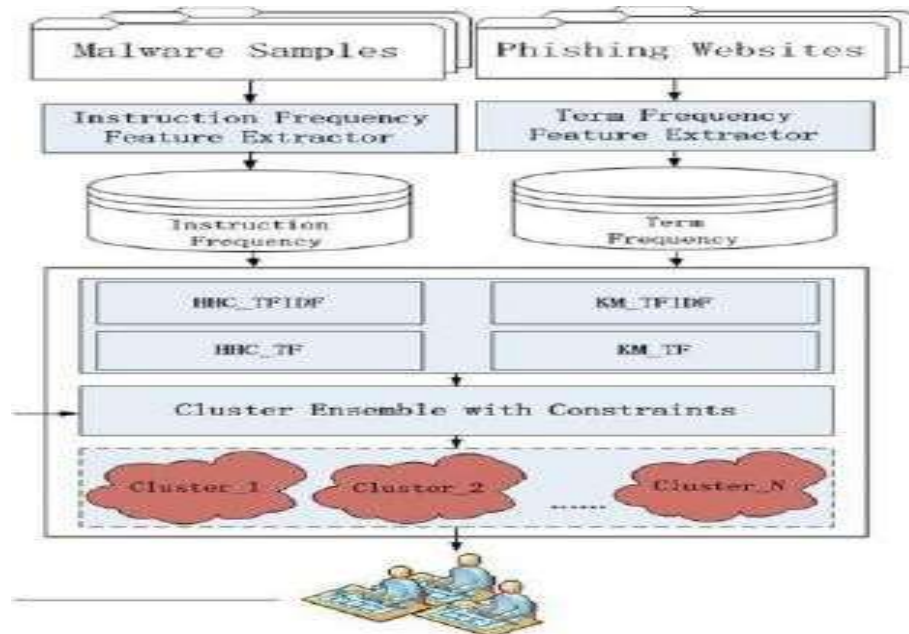 Malware Samples
Phishing Websites
Instruction Frequency
Feature Extractor
Term Frequency
Feature Extractor
Instruction
Frequency
Term
Frequency
HHC_TFIDF
KM_TFIDF
HHC_TF
KM_TF
Cluster Ensemble with Constraints
Cluster_1
Cluster_2
......
Cluster_N